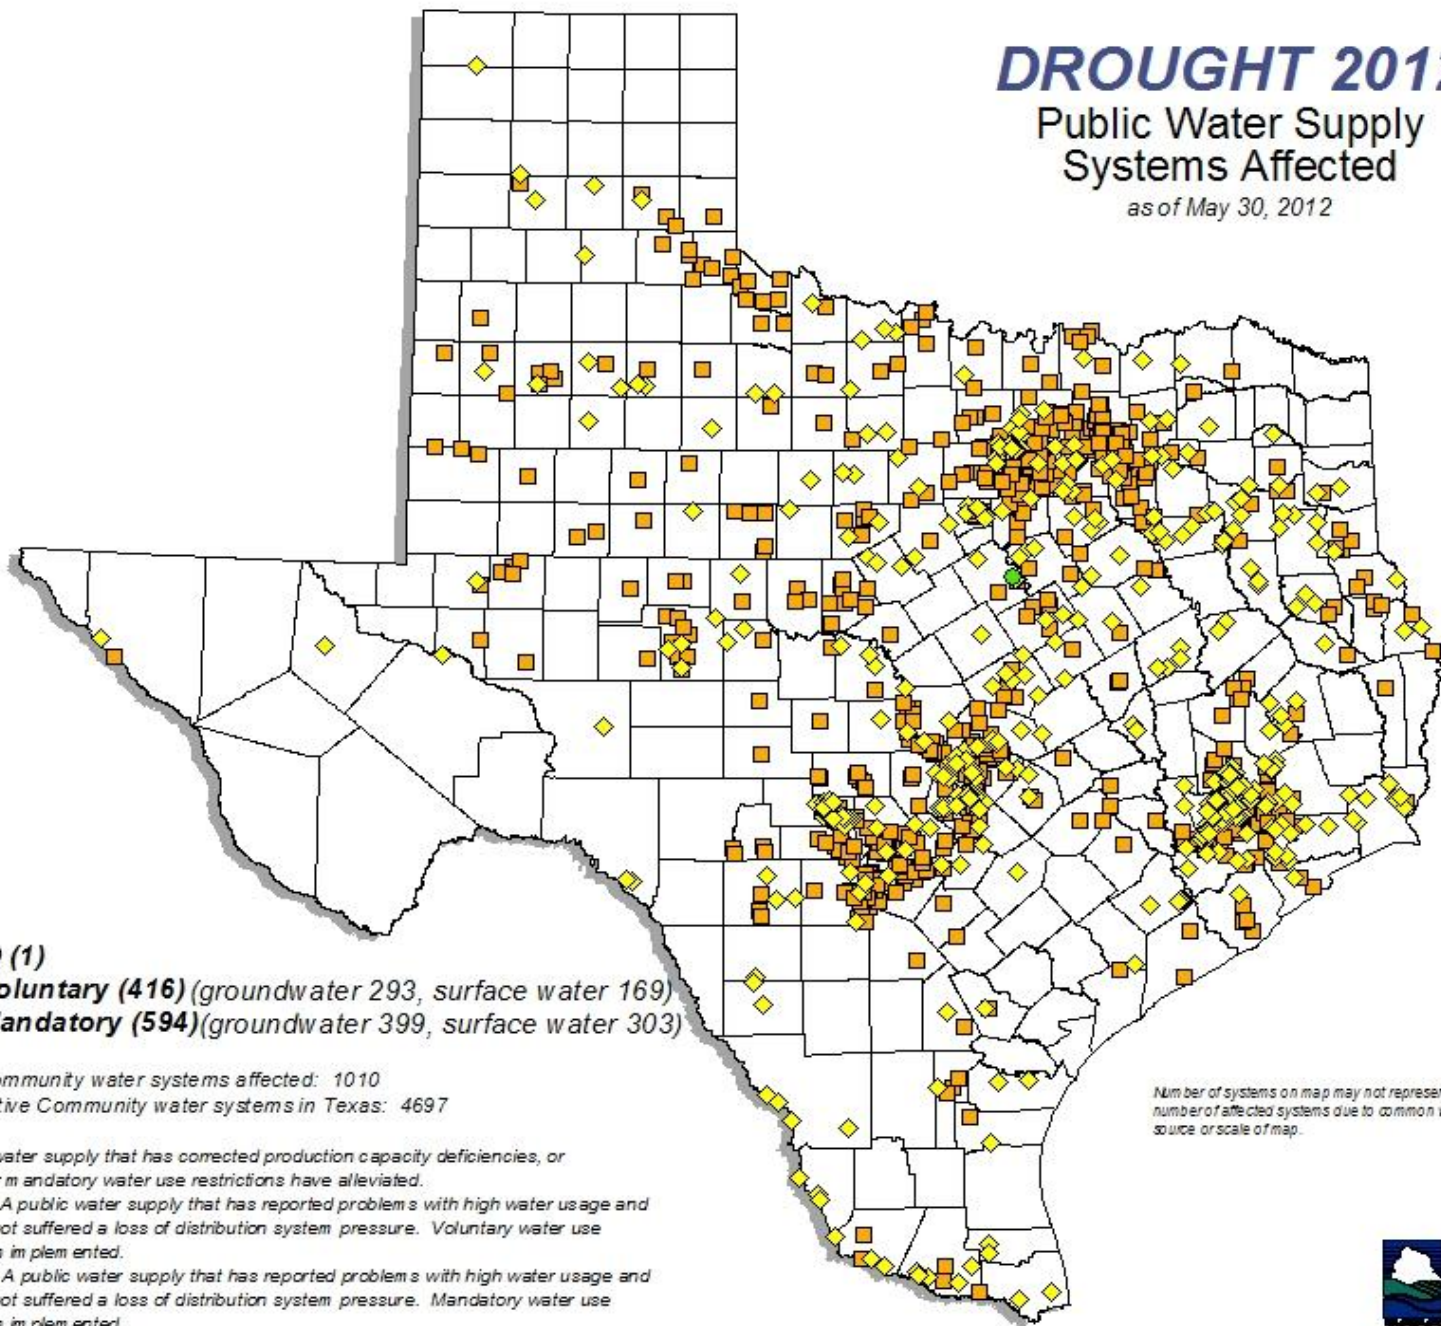 DROUGHT 201
Public Water Supply
Systems Affected
as of May 30, 2012
(1)
oluntary (416) (groundwater 293, surface water 169)
andatory (594)(groundwater 399, surface water 303)
mmunity water systems affected: 1010
tive Community water systems in Texas: 4697
Number of systems on map may not represen
number of affected systems due to common
source or scale of map.
water supply that has corrected production capacity deficiencies, or
r mandatory water use restrictions have alleviated.
A public water supply that has reported problems with high water usage and
ot suffered a loss of distribution system pressure. Voluntary water use
s implemented.
A public water supply that has reported problems with high water usage and
ot suffered a loss of distribution system pressure. Mandatory water use
s implemented.